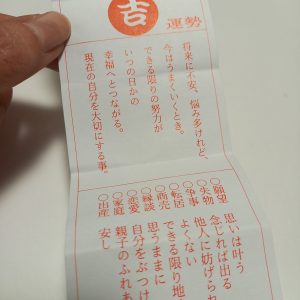 吉
運勢
将来に不安、悩み多けれど、
今はうまくいくとき。
できる限りの努力が
いつの日かの
幸福へとつながる。
現在の自分を大切にする事。
○願望 思いは叶う
○失物 念じれば出る
○争事 他人に妨げられ
○転居 よくない
○商売 できる限り地
○縁談 思うままに
○恋愛 自分をぶつけ
○家庭 親子のふれあ
○出産 安し